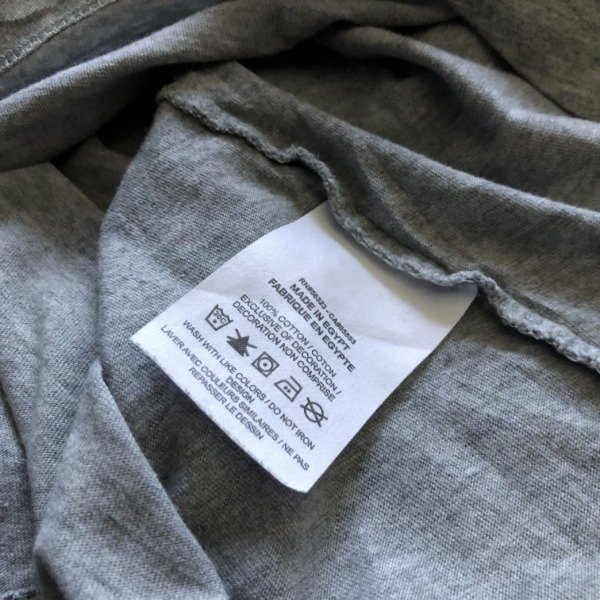 MADE IN EGYPT
FABRIQUE EN EGYPTE
100% COTTON / COTON
EXCLUSIVE OF DECORATION /
DECORATION NON COMPRISE
WASH WITH LIKE COLORS / DO NOT IRON
DESIGN
LAVER AVED COULEURS SIMILAIRES / NE PAS
REPASSER LE DESSIN